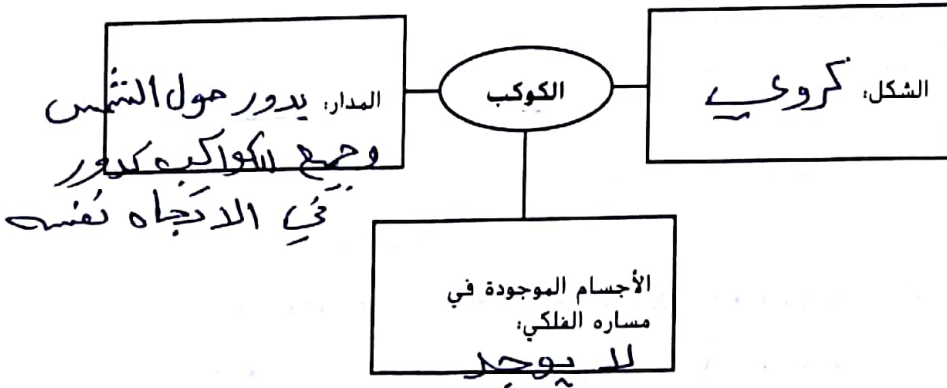 الكوكب
الشكل: كروي
المدار: يدور حول الشمس
وجميع الكواكب تدور
في الاتجاه نفسه
الأجسام الموجودة في
مساره الفلكي:
لا يوجد